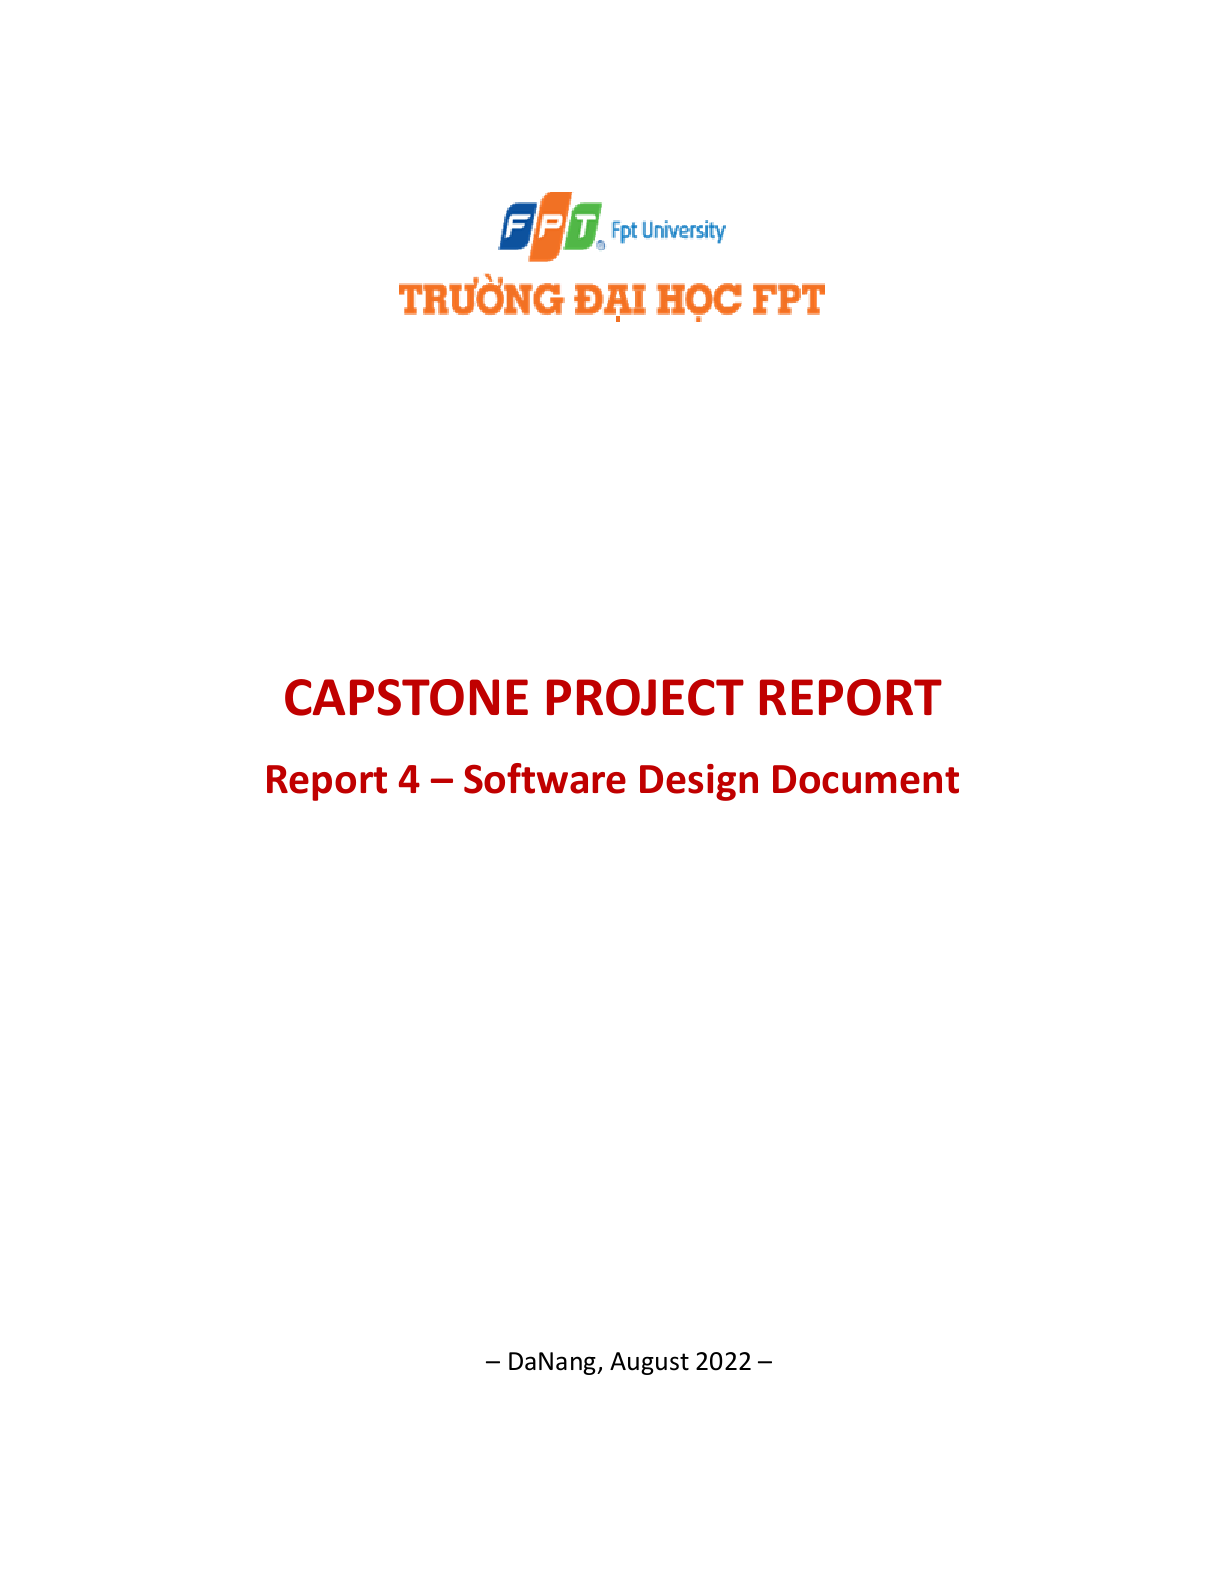 FPT® Fpt University
TRƯỜNG ĐẠI HỌC FPT
CAPSTONE PROJECT REPORT
Report 4 – Software Design Document
– DaNang, August 2022 –